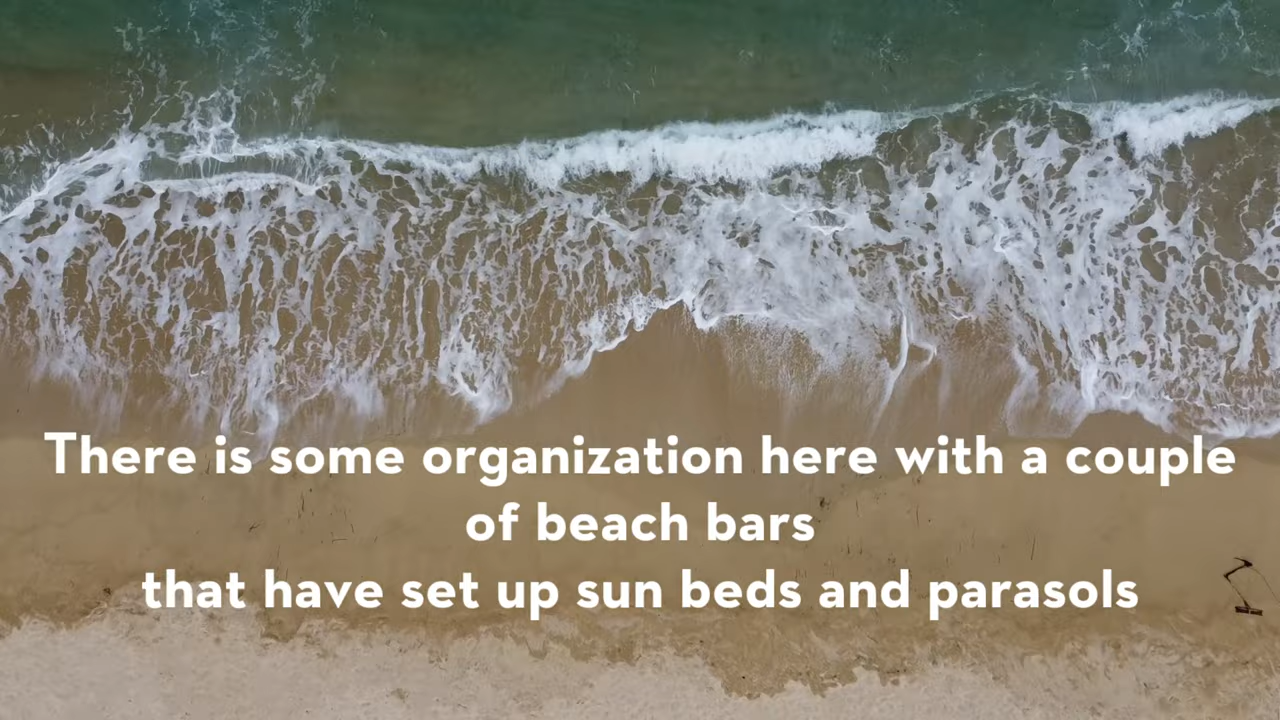 There is some organization here with a couple
of beach bars
that have set up sun beds and parasols